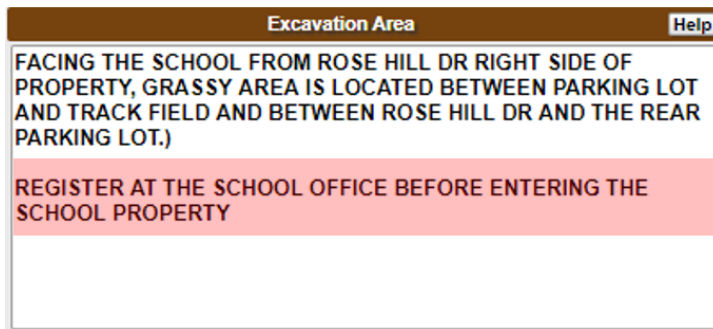 Excavation Area
Help
FACING THE SCHOOL FROM ROSE HILL DR RIGHT SIDE OF
PROPERTY, GRASSY AREA IS LOCATED BETWEEN PARKING LOT
AND TRACK FIELD AND BETWEEN ROSE HILL DR AND THE REAR
PARKING LOT.)
REGISTER AT THE SCHOOL OFFICE BEFORE ENTERING THE
SCHOOL PROPERTY